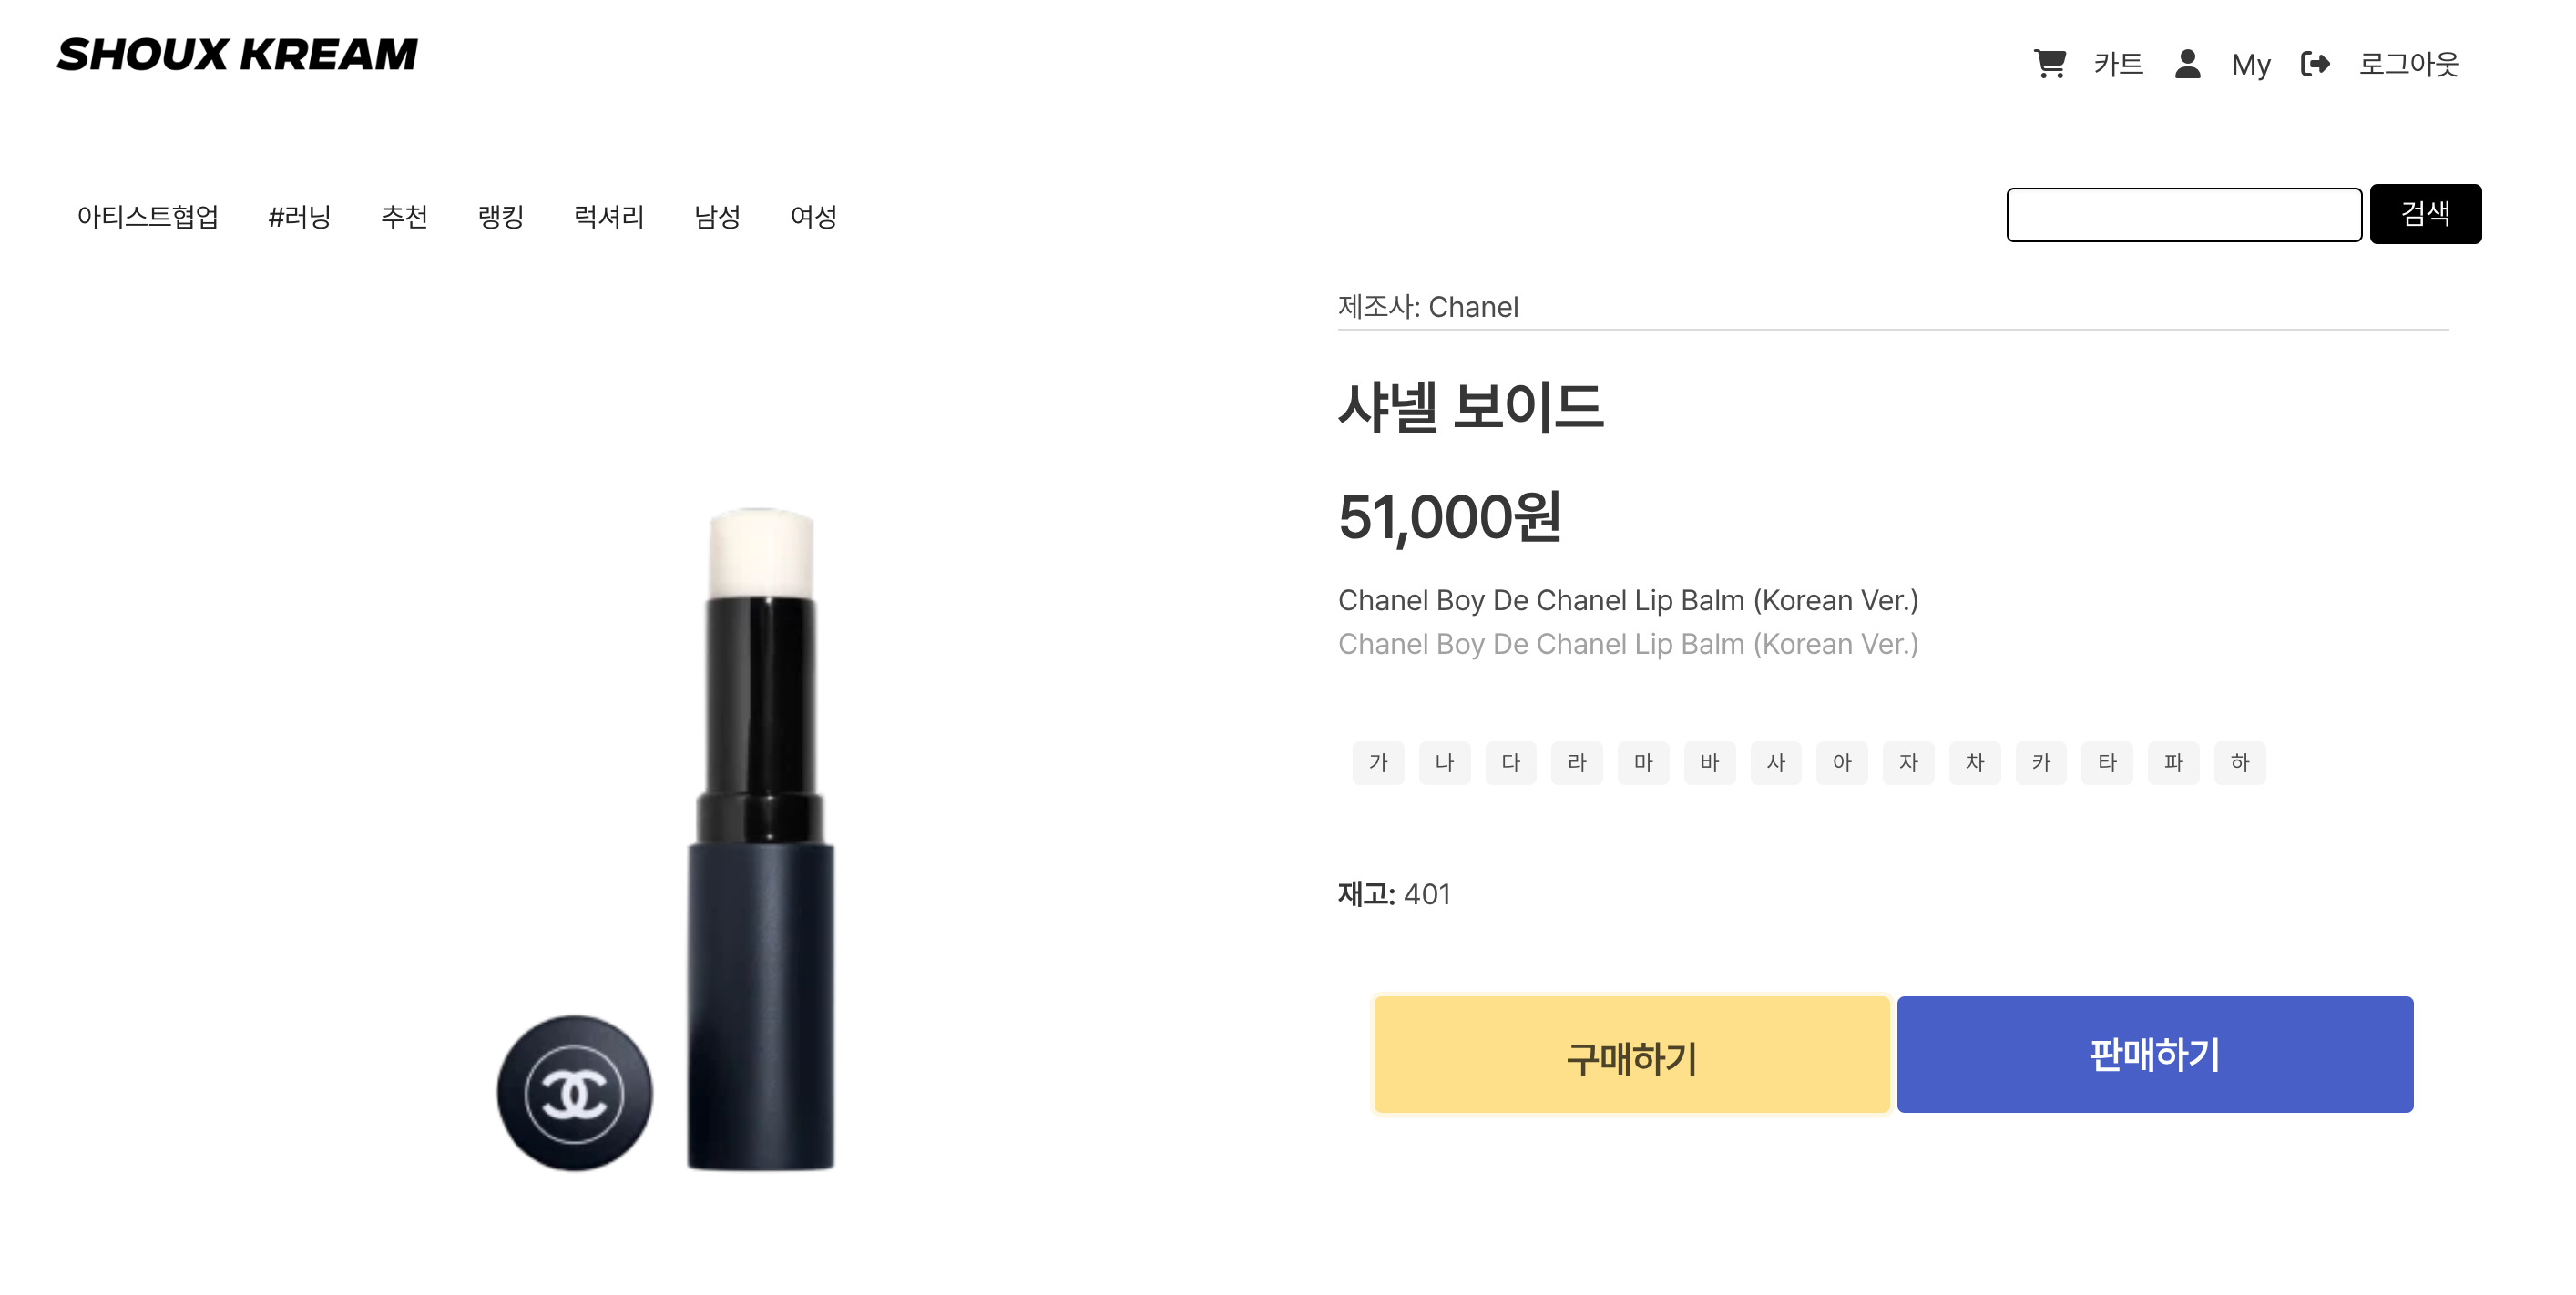 SHOUX KREAM
카트 My 로그아웃
아티스트협업 #러닝 추천 랭킹 럭셔리 남성 여성
검색
제조사: Chanel
샤넬 보이드
51,000원
Chanel Boy De Chanel Lip Balm (Korean Ver.)
Chanel Boy De Chanel Lip Balm (Korean Ver.)
가 나 다 라 마 바 사 아 자 차 카 타 파 하
재고: 401
구매하기 판매하기